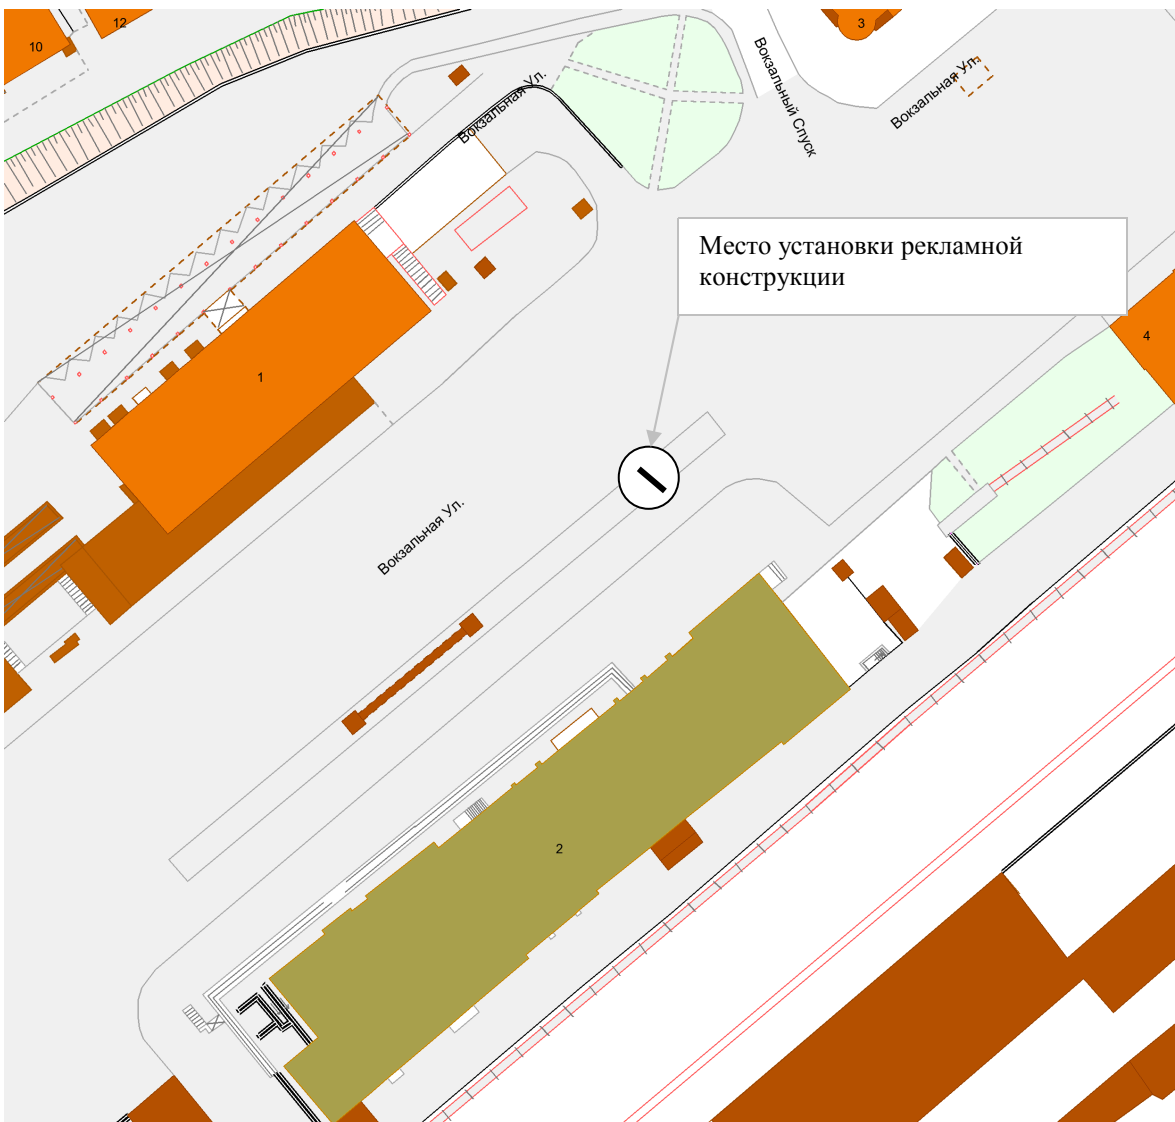 10
12
3
Вокзальная Ул.
Вокзальный Спуск
Вокзальная Ул.
Место установки рекламной
конструкции
4
1
Вокзальная Ул.
2